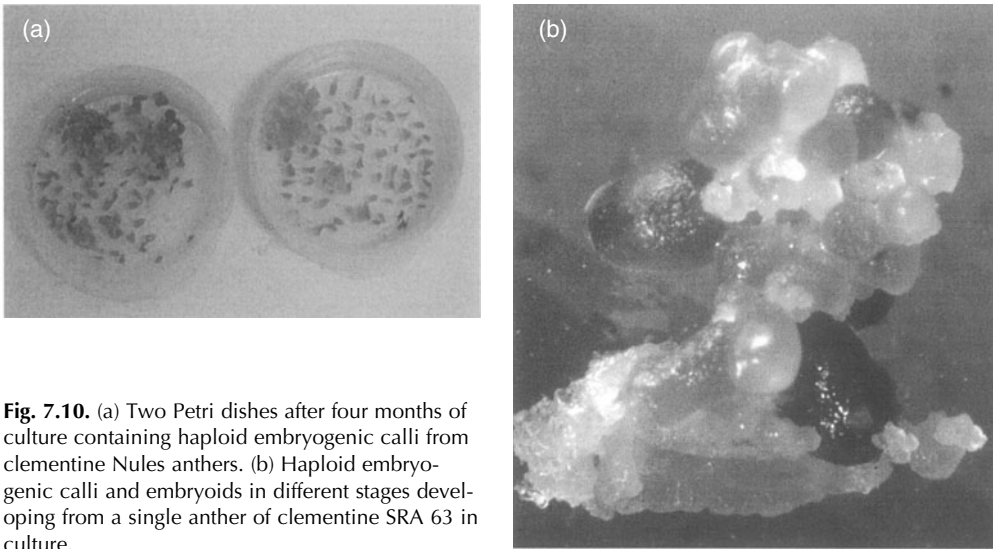 (a)
(b)
Fig. 7.10. (a) Two Petri dishes after four months of
culture containing haploid embryogenic calli from
clementine Nules anthers. (b) Haploid embryo-
genic calli and embryoids in different stages devel-
oping from a single anther of clementine SRA 63 in
culture.